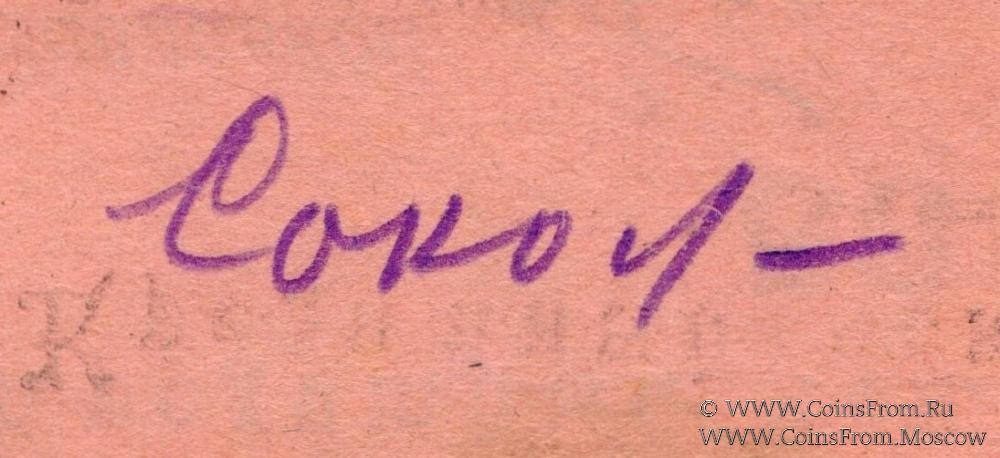 Сокол –
© WWW.CoinsFrom.Ru
WWW.CoinsFrom.Moscow